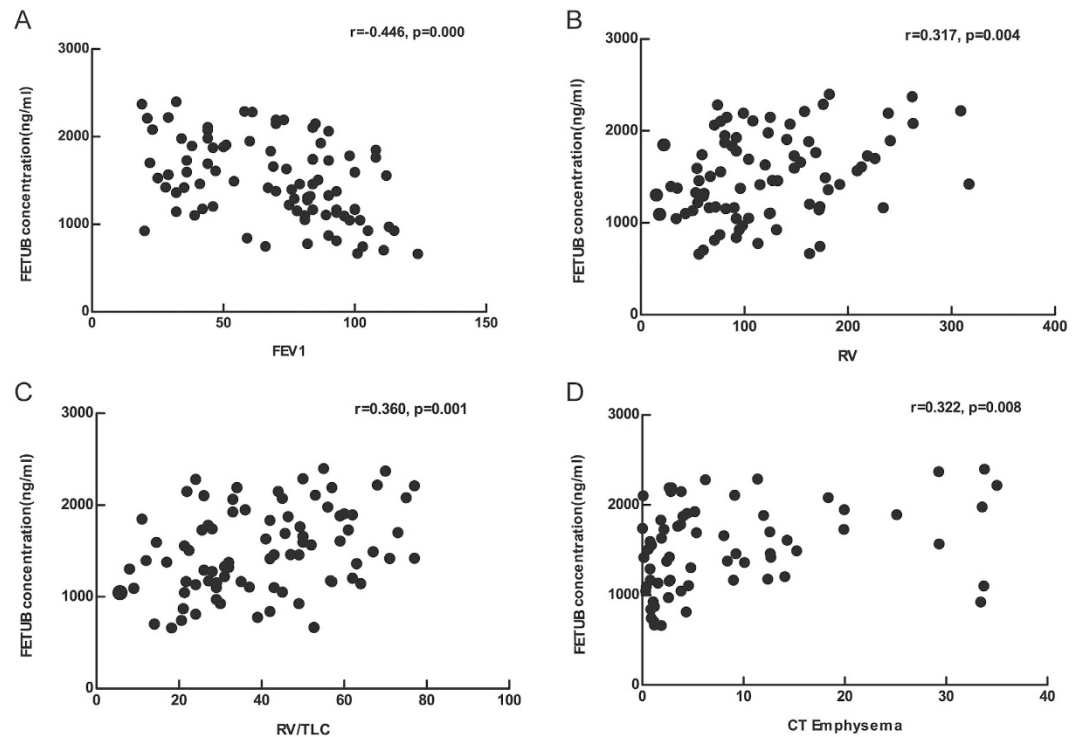 A
r=-0.446, p=0.000
3000
2000
1000
0
FETUB concentration(ng/ml)
0 50 100 150
FEV1
B
r=0.317, p=0.004
3000
2000
1000
0
FETUB concentration(ng/ml)
0 100 200 300 400
RV
C
r=0.360, p=0.001
3000
2000
1000
0
FETUB concentration(ng/ml)
0 20 40 60 80 100
RV/TLC
D
r=0.322, p=0.008
3000
2000
1000
0
FETUB concentration(ng/ml)
0 10 20 30 40
CT Emphysema